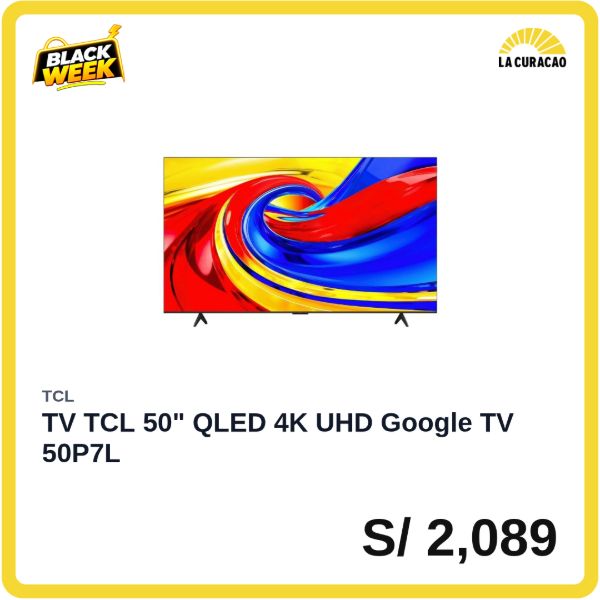 BLACK
WEEK
LA CURACAO
TCL
TV TCL 50" QLED 4K UHD Google TV
50P7L
S/ 2,089